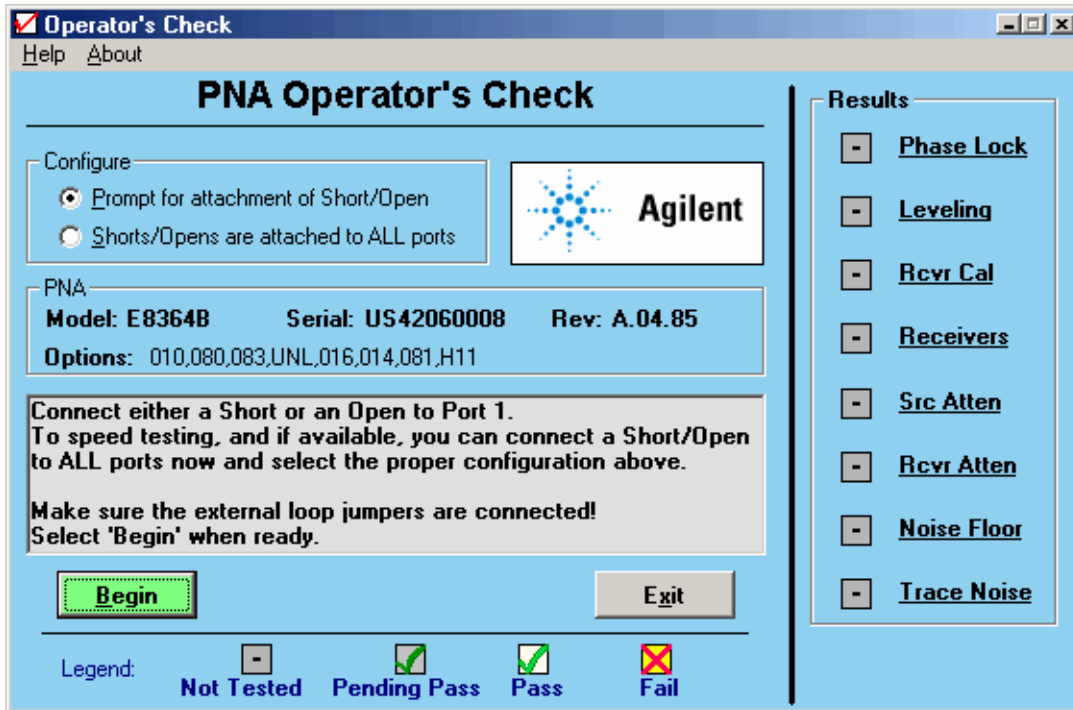 Operator's Check
Help About
PNA Operator's Check
Configure
Prompt for attachment of Short/Open
Shorts/Opens are attached to ALL ports
Agilent
PNA
Model: E8364B Serial: US42060008 Rev: A.04.85
Options: 010,080,083,UNL,016,014,081,H11
Connect either a Short or an Open to Port 1.
To speed testing, and if available, you can connect a Short/Open
to ALL ports now and select the proper configuration above.
Make sure the external loop jumpers are connected!
Select 'Begin' when ready.
Begin
Exit
Legend:
- Not Tested
Pending Pass
Pass
Fail
Results
- Phase Lock
- Leveling
- Rcvr Cal
- Receivers
- Src Atten
- Rcvr Atten
- Noise Floor
- Trace Noise